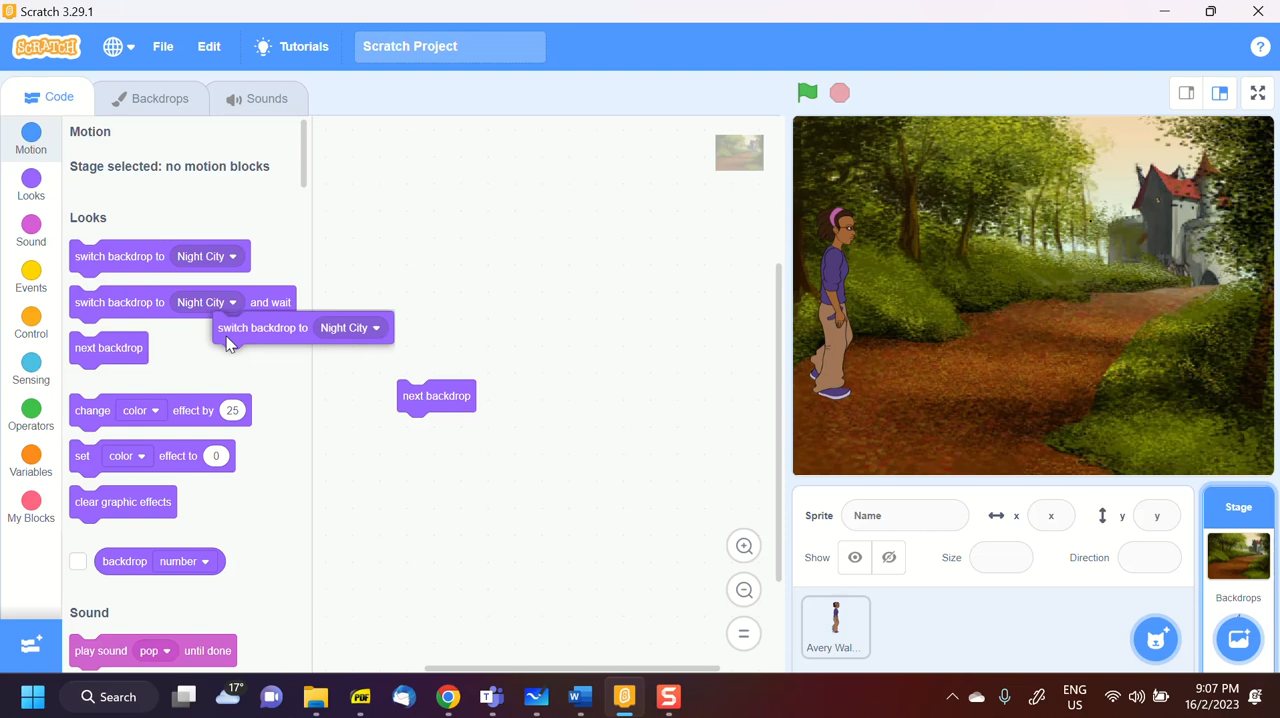 Scratch 3.29.1
SCRATCH File Edit Tutorials Scratch Project ?
Code Backdrops Sounds
Motion
Looks
Sound
Events
Control
Sensing
Operators
Variables
My Blocks
Motion
Stage selected: no motion blocks
Looks
switch backdrop to Night City
switch backdrop to Night City and wait
switch backdrop to Night City
next backdrop
next backdrop
change color effect by 25
set color effect to 0
clear graphic effects
backdrop number
Sound
play sound pop until done
Sprite Name x x y y
Show Size Direction
Avery Wal...
Stage
Backdrops
Search 17° PDF ENG US 9:07 PM 16/2/2023